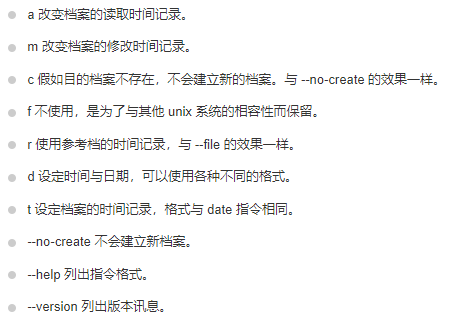 a 改变档案的读取时间记录。
m 改变档案的修改时间记录。
c 假如目的档案不存在，不会建立新的档案。与 --no-create 的效果一样。
f 不使用，是为了与其他 unix 系统的相容性而保留。
r 使用参考档的时间记录，与 --file 的效果一样。
d 设定时间与日期，可以使用各种不同的格式。
t 设定档案的时间记录，格式与 date 指令相同。
--no-create 不会建立新档案。
--help 列出指令格式。
--version 列出版本讯息。